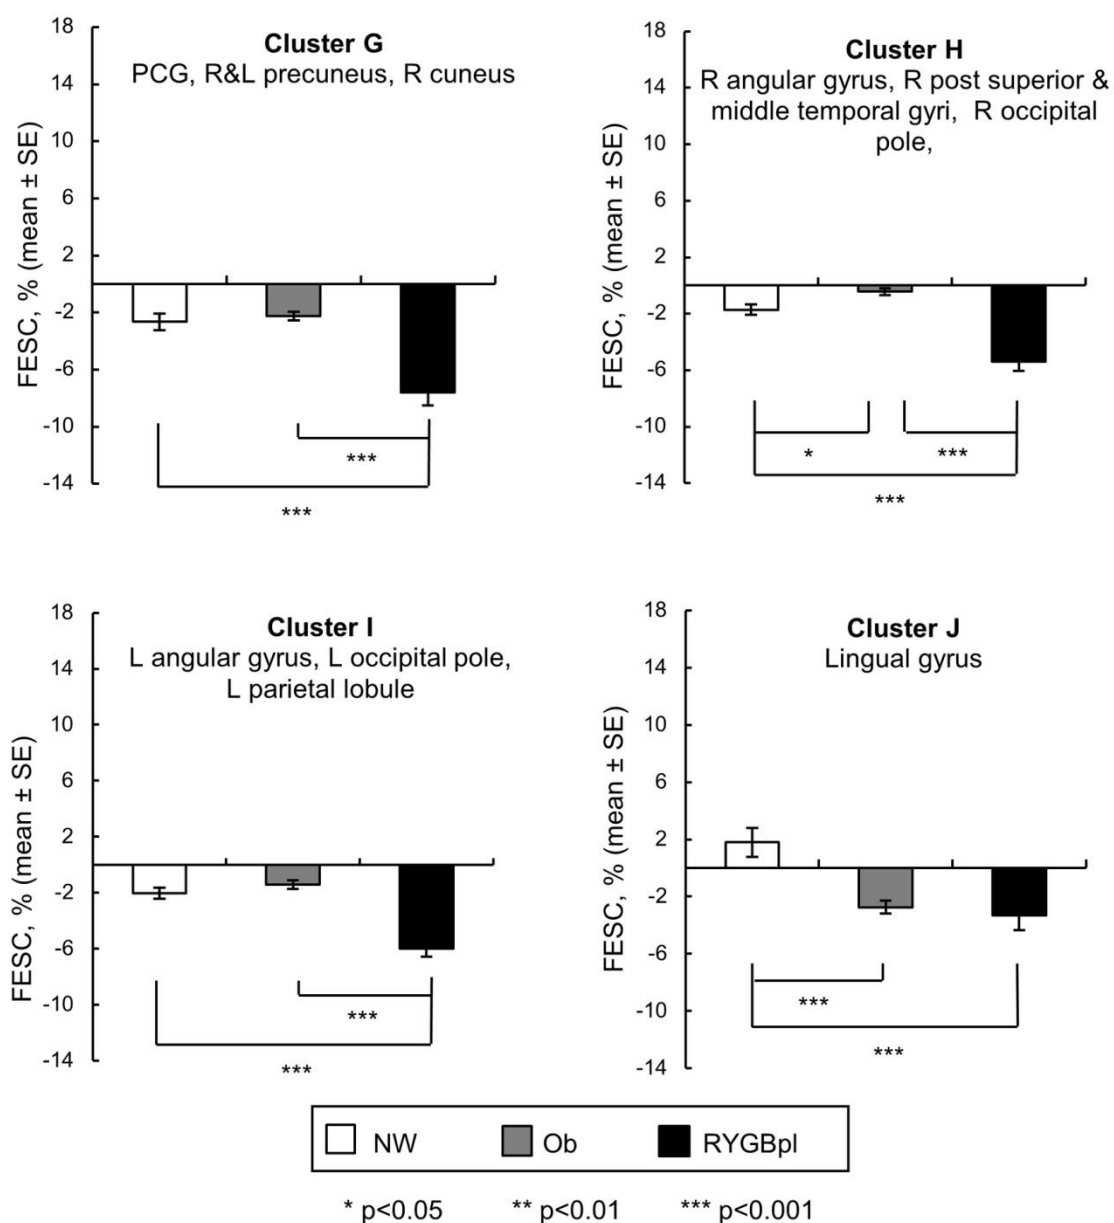 Cluster G
PCG, R&L precuneus, R cuneus
FESC, % (mean ± SE)
18
14
10
6
2
-2
-6
-10
-14
***
***
Cluster H
R angular gyrus, R post superior &
middle temporal gyri, R occipital
pole,
FESC, % (mean ± SE)
18
14
10
6
2
-2
-6
-10
-14
*
***
***
Cluster I
L angular gyrus, L occipital pole,
L parietal lobule
FESC, % (mean ± SE)
18
14
10
6
2
-2
-6
-10
-14
***
***
Cluster J
Lingual gyrus
FESC, % (mean ± SE)
18
14
10
6
2
-2
-6
-10
-14
***
***
NW Ob RYGBpl
* p<0.05 ** p<0.01 *** p<0.001